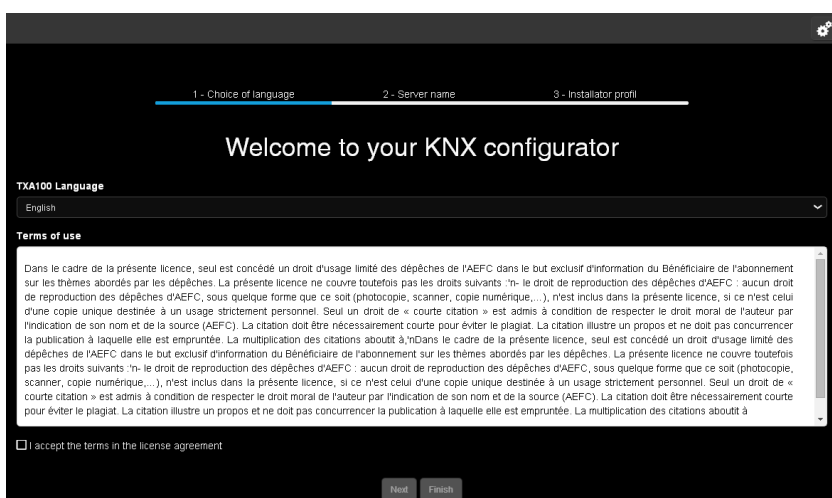 1 - Choice of language
2 - Server name
3 - Installator profil
Welcome to your KNX configurator
TXA100 Language
English
Terms of use
Dans le cadre de la présente licence, seul est concédé un droit d'usage limité des dépêches de l'AEFC dans le but exclusif d'information du Bénéficiaire de l'abonnement
sur les thèmes abordés par les dépêches. La présente licence ne couvre toutefois pas les droits suivants :'n- le droit de reproduction des dépêches d'AEFC : aucun droit
de reproduction des dépêches d'AEFC, sous quelque forme que ce soit (photocopie, scanner, copie numérique,...), n'est inclus dans la présente licence, si ce n'est celui
d'une copie unique destinée à un usage strictement personnel. Seul un droit de « courte citation » est admis à condition de respecter le droit moral de l'auteur par
l'indication de son nom et de la source (AEFC). La citation doit être nécessairement courte pour éviter le plagiat. La citation illustre un propos et ne doit pas concurrencer
la publication à laquelle elle est empruntée. La multiplication des citations aboutit à,'nDans le cadre de la présente licence, seul est concédé un droit d'usage limité des
dépêches de l'AEFC dans le but exclusif d'information du Bénéficiaire de l'abonnement sur les thèmes abordés par les dépêches. La présente licence ne couvre toutefois
pas les droits suivants :'n- le droit de reproduction des dépêches d'AEFC : aucun droit de reproduction des dépêches d'AEFC, sous quelque forme que ce soit (photocopie,
scanner, copie numérique,...), n'est inclus dans la présente licence, si ce n'est celui d'une copie unique destinée à un usage strictement personnel. Seul un droit de «
courte citation » est admis à condition de respecter le droit moral de l'auteur par l'indication de son nom et de la source (AEFC). La citation doit être nécessairement courte
pour éviter le plagiat. La citation illustre un propos et ne doit pas concurrencer la publication à laquelle elle est empruntée. La multiplication des citations aboutit à
I accept the terms in the license agreement
Next
Finish